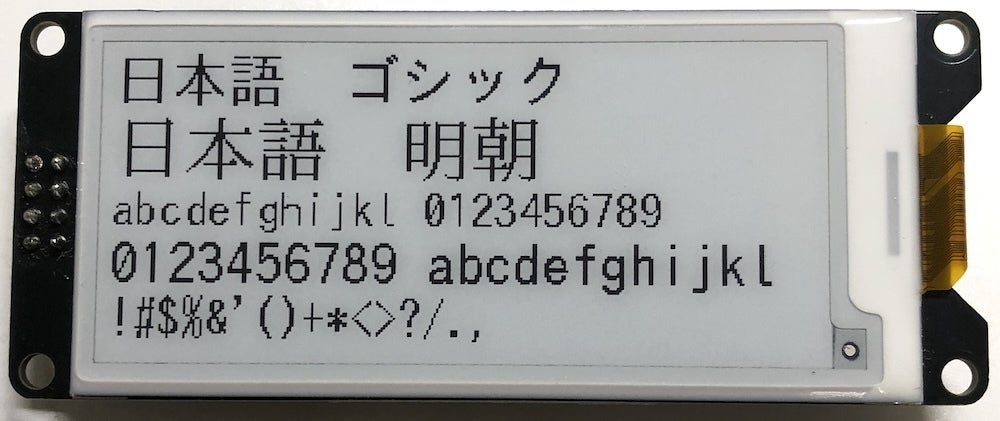 日本語　ゴシック
日本語　明朝
abcdefghijkl 0123456789
0123456789 abcdefghijkl
!#$%&'()+*<>?/.,